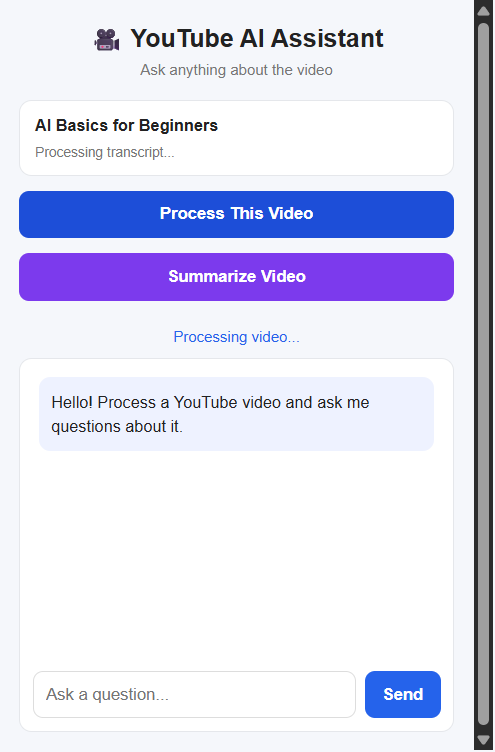 YouTube AI Assistant
Ask anything about the video
AI Basics for Beginners
Processing transcript...
Process This Video
Summarize Video
Processing video...
Hello! Process a YouTube video and ask me
questions about it.
Ask a question...
Send